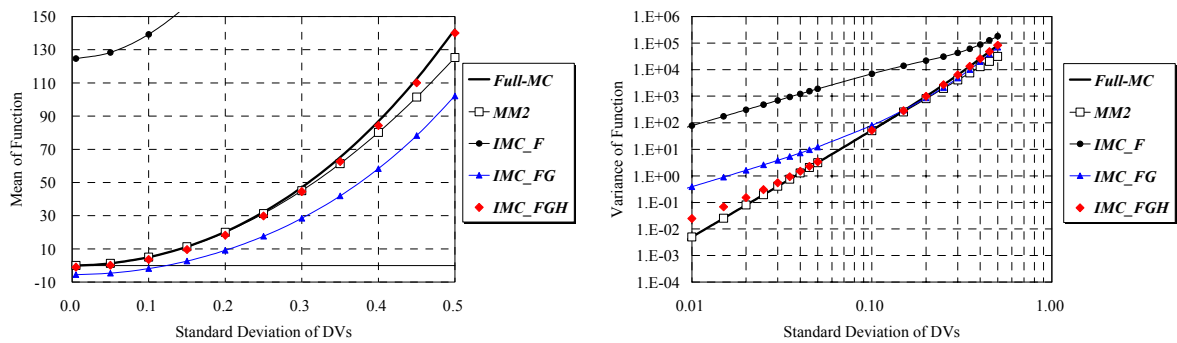 150
130
110
90
70
50
30
10
-10
Mean of Function
0.0
0.1
0.2
0.3
0.4
0.5
Standard Deviation of DVs
Full-MC
MM2
IMC_F
IMC_FG
IMC_FGH
1.E+06
1.E+05
1.E+04
1.E+03
1.E+02
1.E+01
1.E+00
1.E-01
1.E-02
1.E-03
1.E-04
Variance of Function
0.01
0.10
1.00
Standard Deviation of DVs
Full-MC
MM2
IMC_F
IMC_FG
IMC_FGH